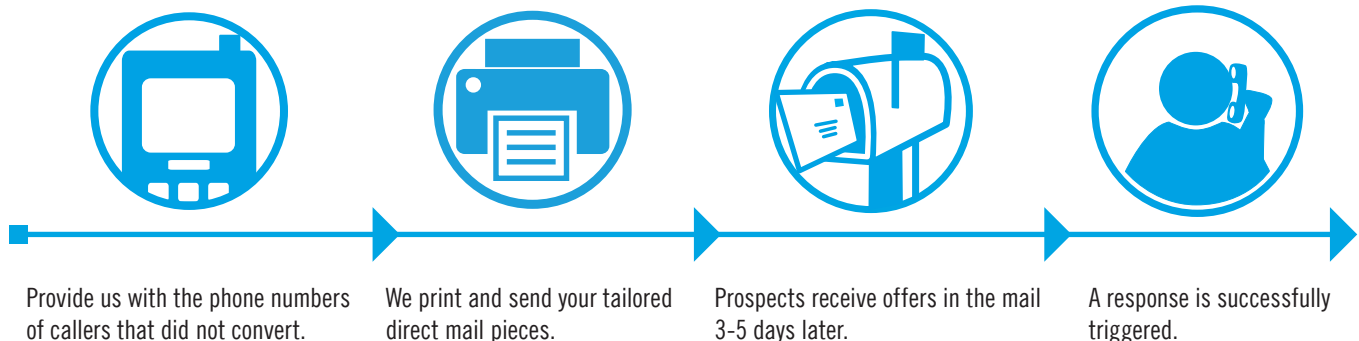 Provide us with the phone numbers
of callers that did not convert.
We print and send your tailored
direct mail pieces.
Prospects receive offers in the mail
3-5 days later.
A response is successfully
triggered.